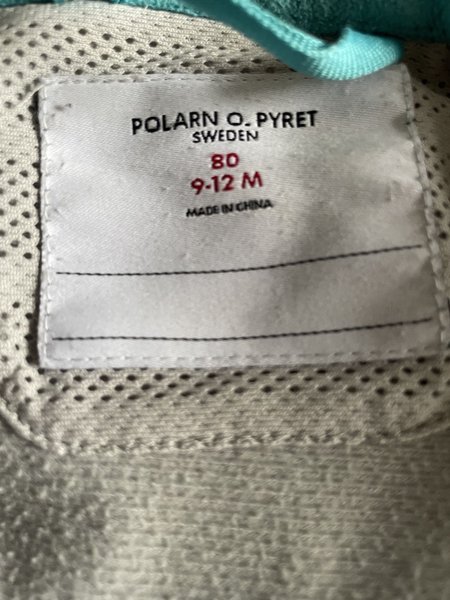 POLARN O. PYRET
SWEDEN
80
9-12 M
MADE IN CHINA